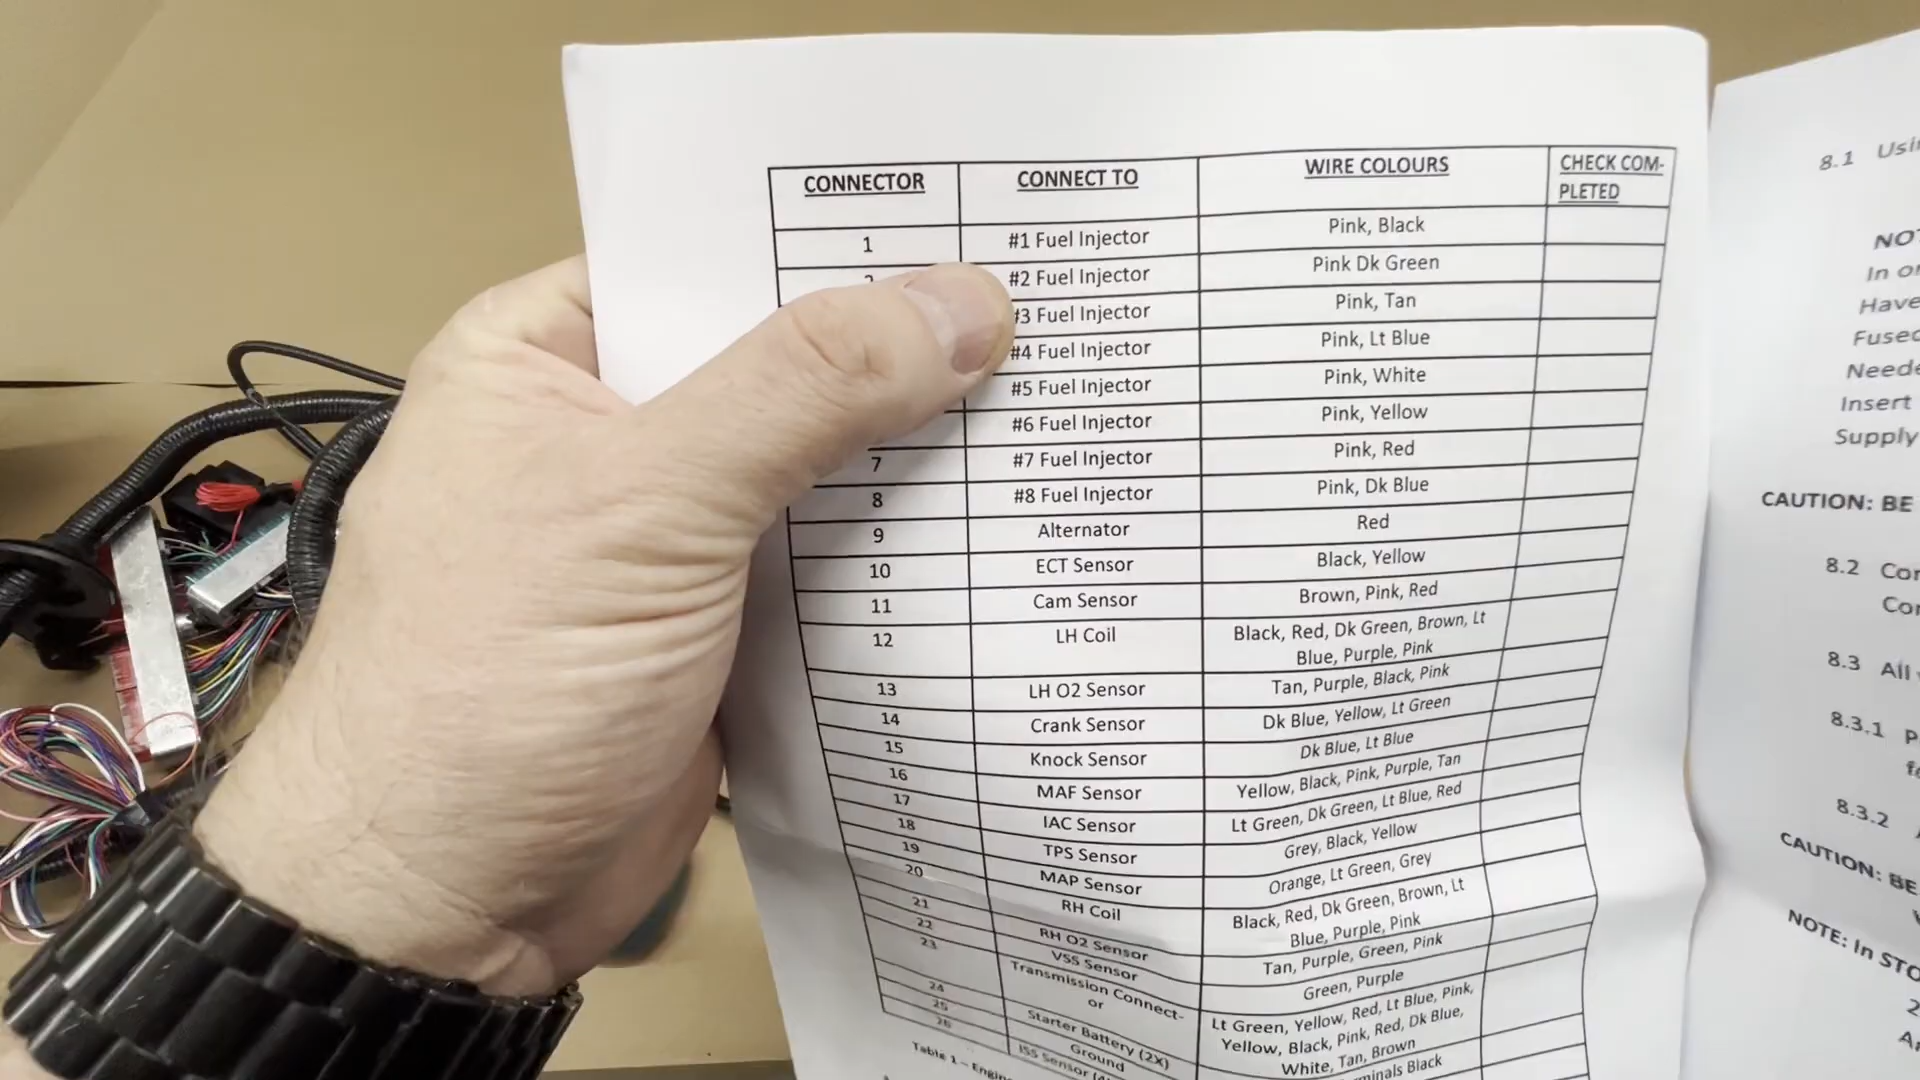 CONNECTOR CONNECT TO WIRE COLOURS CHECK COM-
PLETED
1 #1 Fuel Injector Pink, Black
#2 Fuel Injector Pink Dk Green
#3 Fuel Injector Pink, Tan
#4 Fuel Injector Pink, Lt Blue
#5 Fuel Injector Pink, White
#6 Fuel Injector Pink, Yellow
7 #7 Fuel Injector Pink, Red
8 #8 Fuel Injector Pink, Dk Blue
9 Alternator Red
10 ECT Sensor Black, Yellow
11 Cam Sensor Brown, Pink, Red
12 LH Coil Black, Red, Dk Green, Brown, Lt
Blue, Purple, Pink
13 LH O2 Sensor Tan, Purple, Black, Pink
14 Crank Sensor Dk Blue, Yellow, Lt Green
15 Knock Sensor Dk Blue, Lt Blue
16 MAF Sensor Yellow, Black, Pink, Purple, Tan
17 IAC Sensor Lt Green, Dk Green, Lt Blue, Red
18 TPS Sensor Grey, Black, Yellow
19 MAP Sensor Orange, Lt Green, Grey
20 RH Coil Black, Red, Dk Green, Brown, Lt
Blue, Purple, Pink
21 RH O2 Sensor Tan, Purple, Green, Pink
22 VSS Sensor Green, Purple
23 Transmission Connect-
or Lt Green, Yellow, Red, Lt Blue, Pink,
Yellow, Black, Pink, Red, Dk Blue,
White, Tan, Brown
24 Starter Battery (2X)
25 Ground
26 ISS Sensor
Black
Table 1 –
8.1
NO
In
Have
Fused
Insert
Supply
CAUTION: BE
8.2
8.3 All
8.3.1
8.3.2
CAUTION: BE
NOTE: In